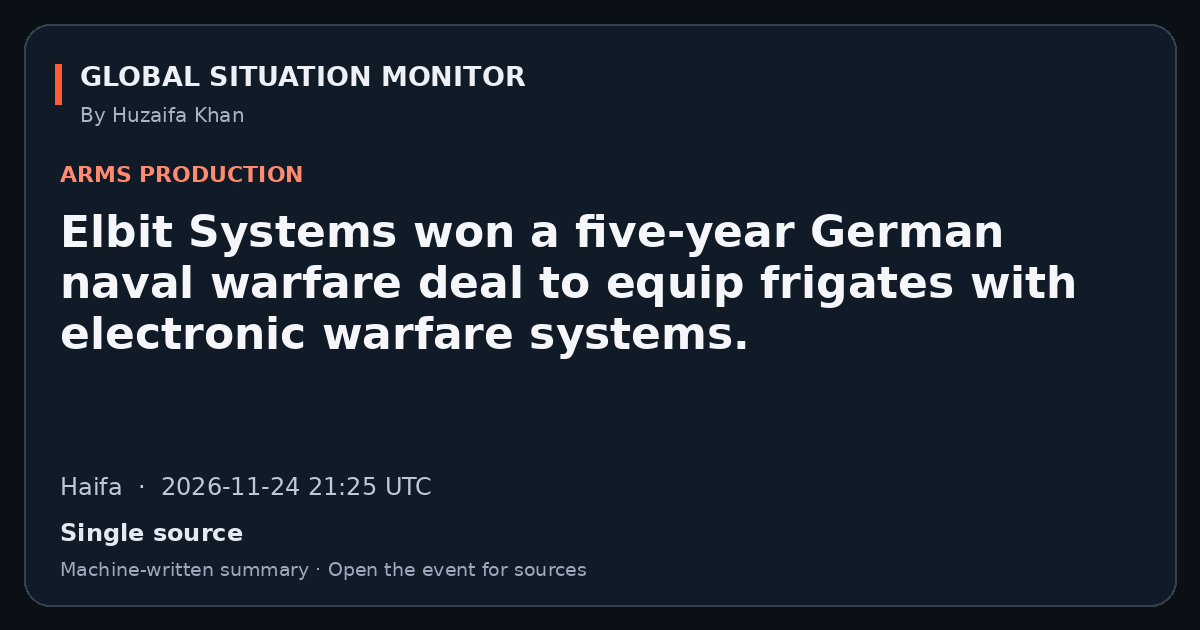 GLOBAL SITUATION MONITOR
By Huzaifa Khan
ARMS PRODUCTION
Elbit Systems won a five-year German
naval warfare deal to equip frigates with
electronic warfare systems.
Haifa · 2026-11-24 21:25 UTC
Single source
Machine-written summary · Open the event for sources